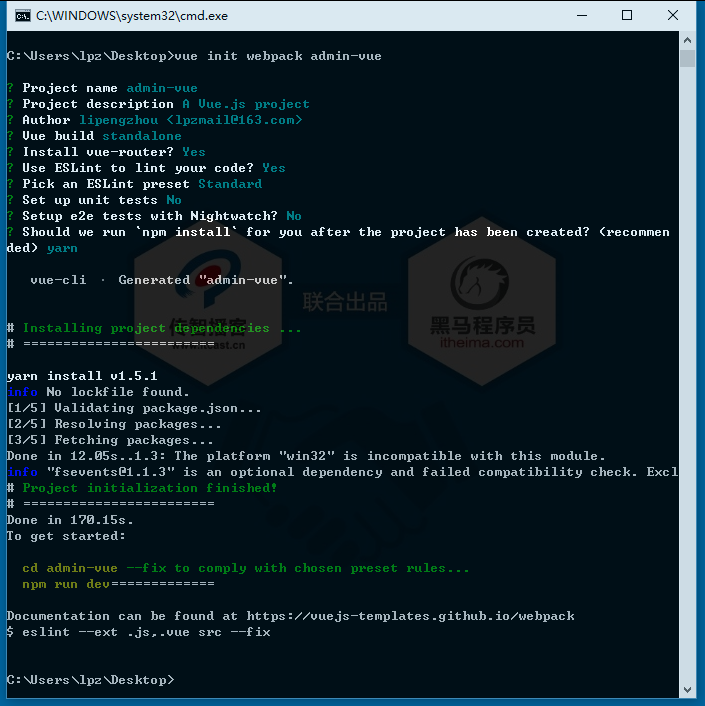 C:\WINDOWS\system32\cmd.exe
C:\Users\lpz\Desktop>vue init webpack admin-vue
? Project name admin-vue
? Project description A Vue.js project
? Author lipengzhou <lpzmail@163.com>
? Vue build standalone
? Install vue-router? Yes
? Use ESLint to lint your code? Yes
? Pick an ESLint preset Standard
? Set up unit tests No
? Setup e2e tests with Nightwatch? No
? Should we run `npm install` for you after the project has been created? (recommen
ded) yarn
vue-cli · Generated "admin-vue".
传智播客
www.itcast.cn
联合出品
黑马程序员
itheima.com
# Installing project dependencies ...
# ========================
yarn install v1.5.1
info No lockfile found.
[1/5] Validating package.json...
[2/5] Resolving packages...
[3/5] Fetching packages...
Done in 12.05s..1.3: The platform "win32" is incompatible with this module.
info "fsevents@1.1.3" is an optional dependency and failed compatibility check. Excl
# Project initialization finished!
# ========================
Done in 170.15s.
To get started:
cd admin-vue --fix to comply with chosen preset rules...
npm run dev=============
Documentation can be found at https://vuejs-templates.github.io/webpack
$ eslint --ext .js,.vue src --fix
C:\Users\lpz\Desktop>